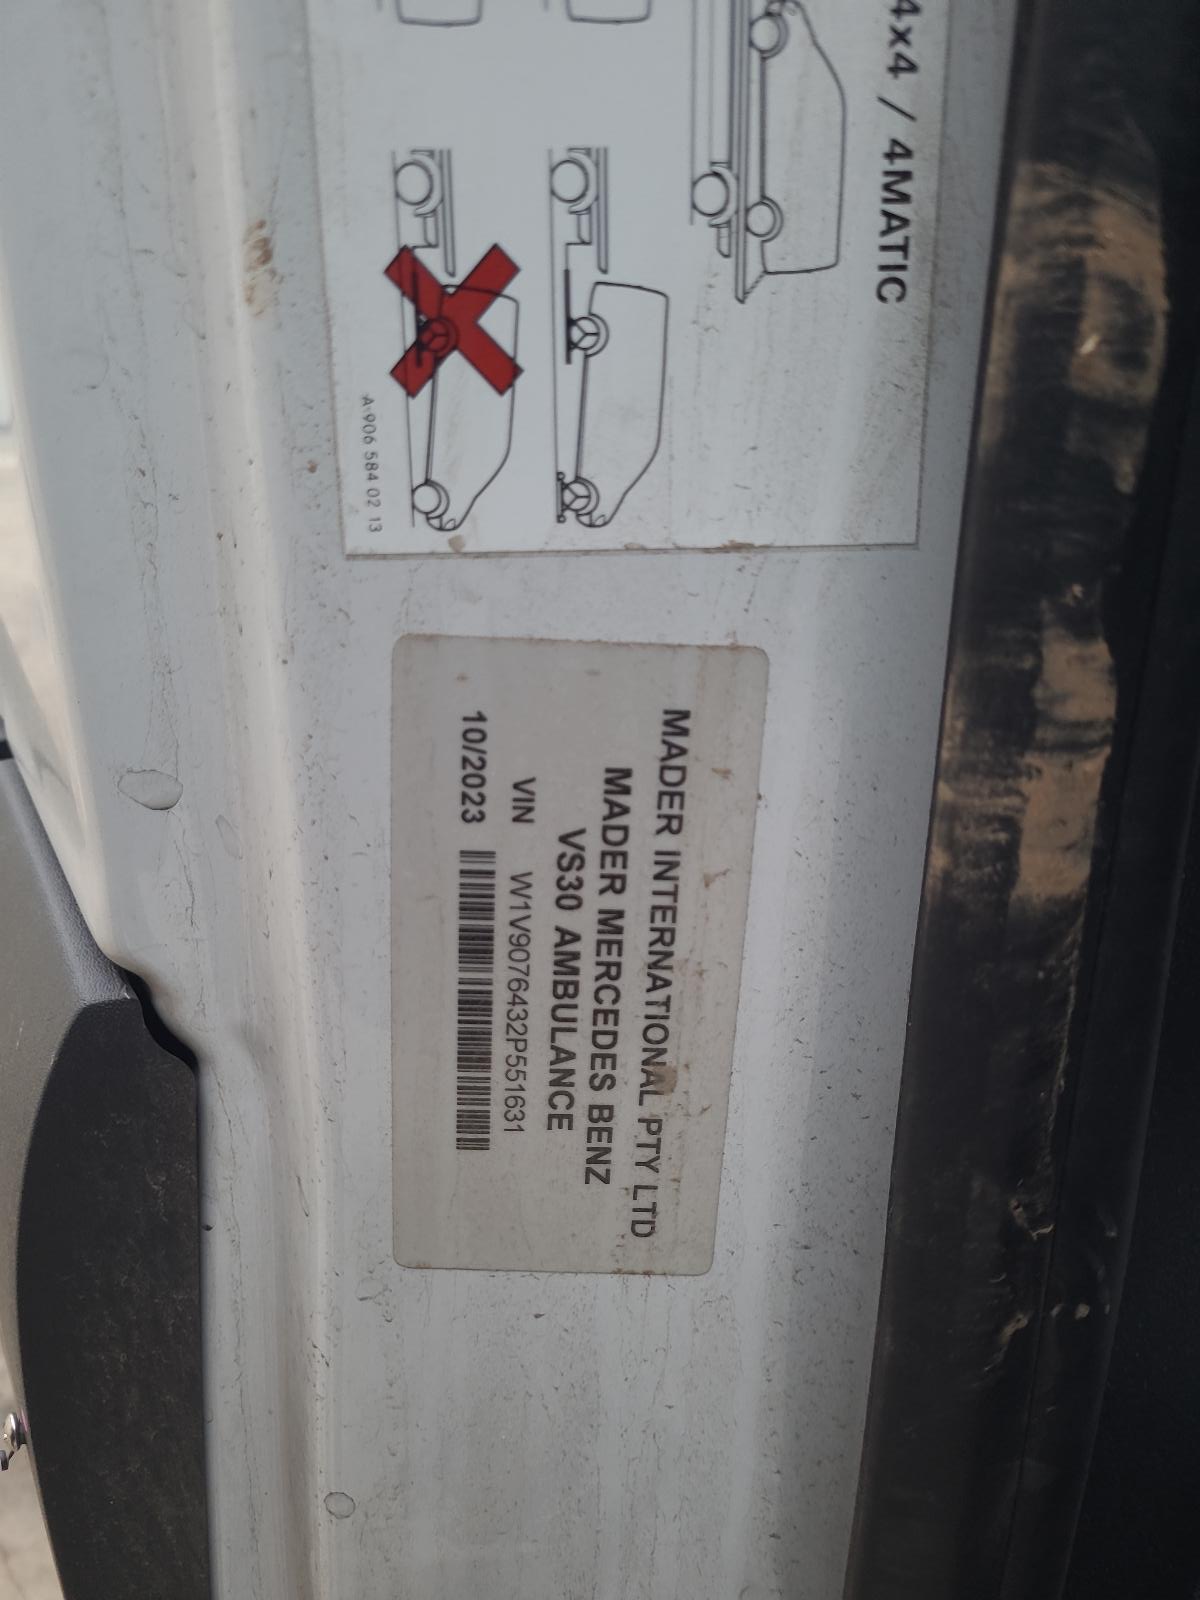 4x4 / 4MATIC
A 906 584 02 13
MADER INTERNATIONAL PTY LTD
MADER MERCEDES BENZ
VS30 AMBULANCE
VIN W1V9076432P551631
10/2023